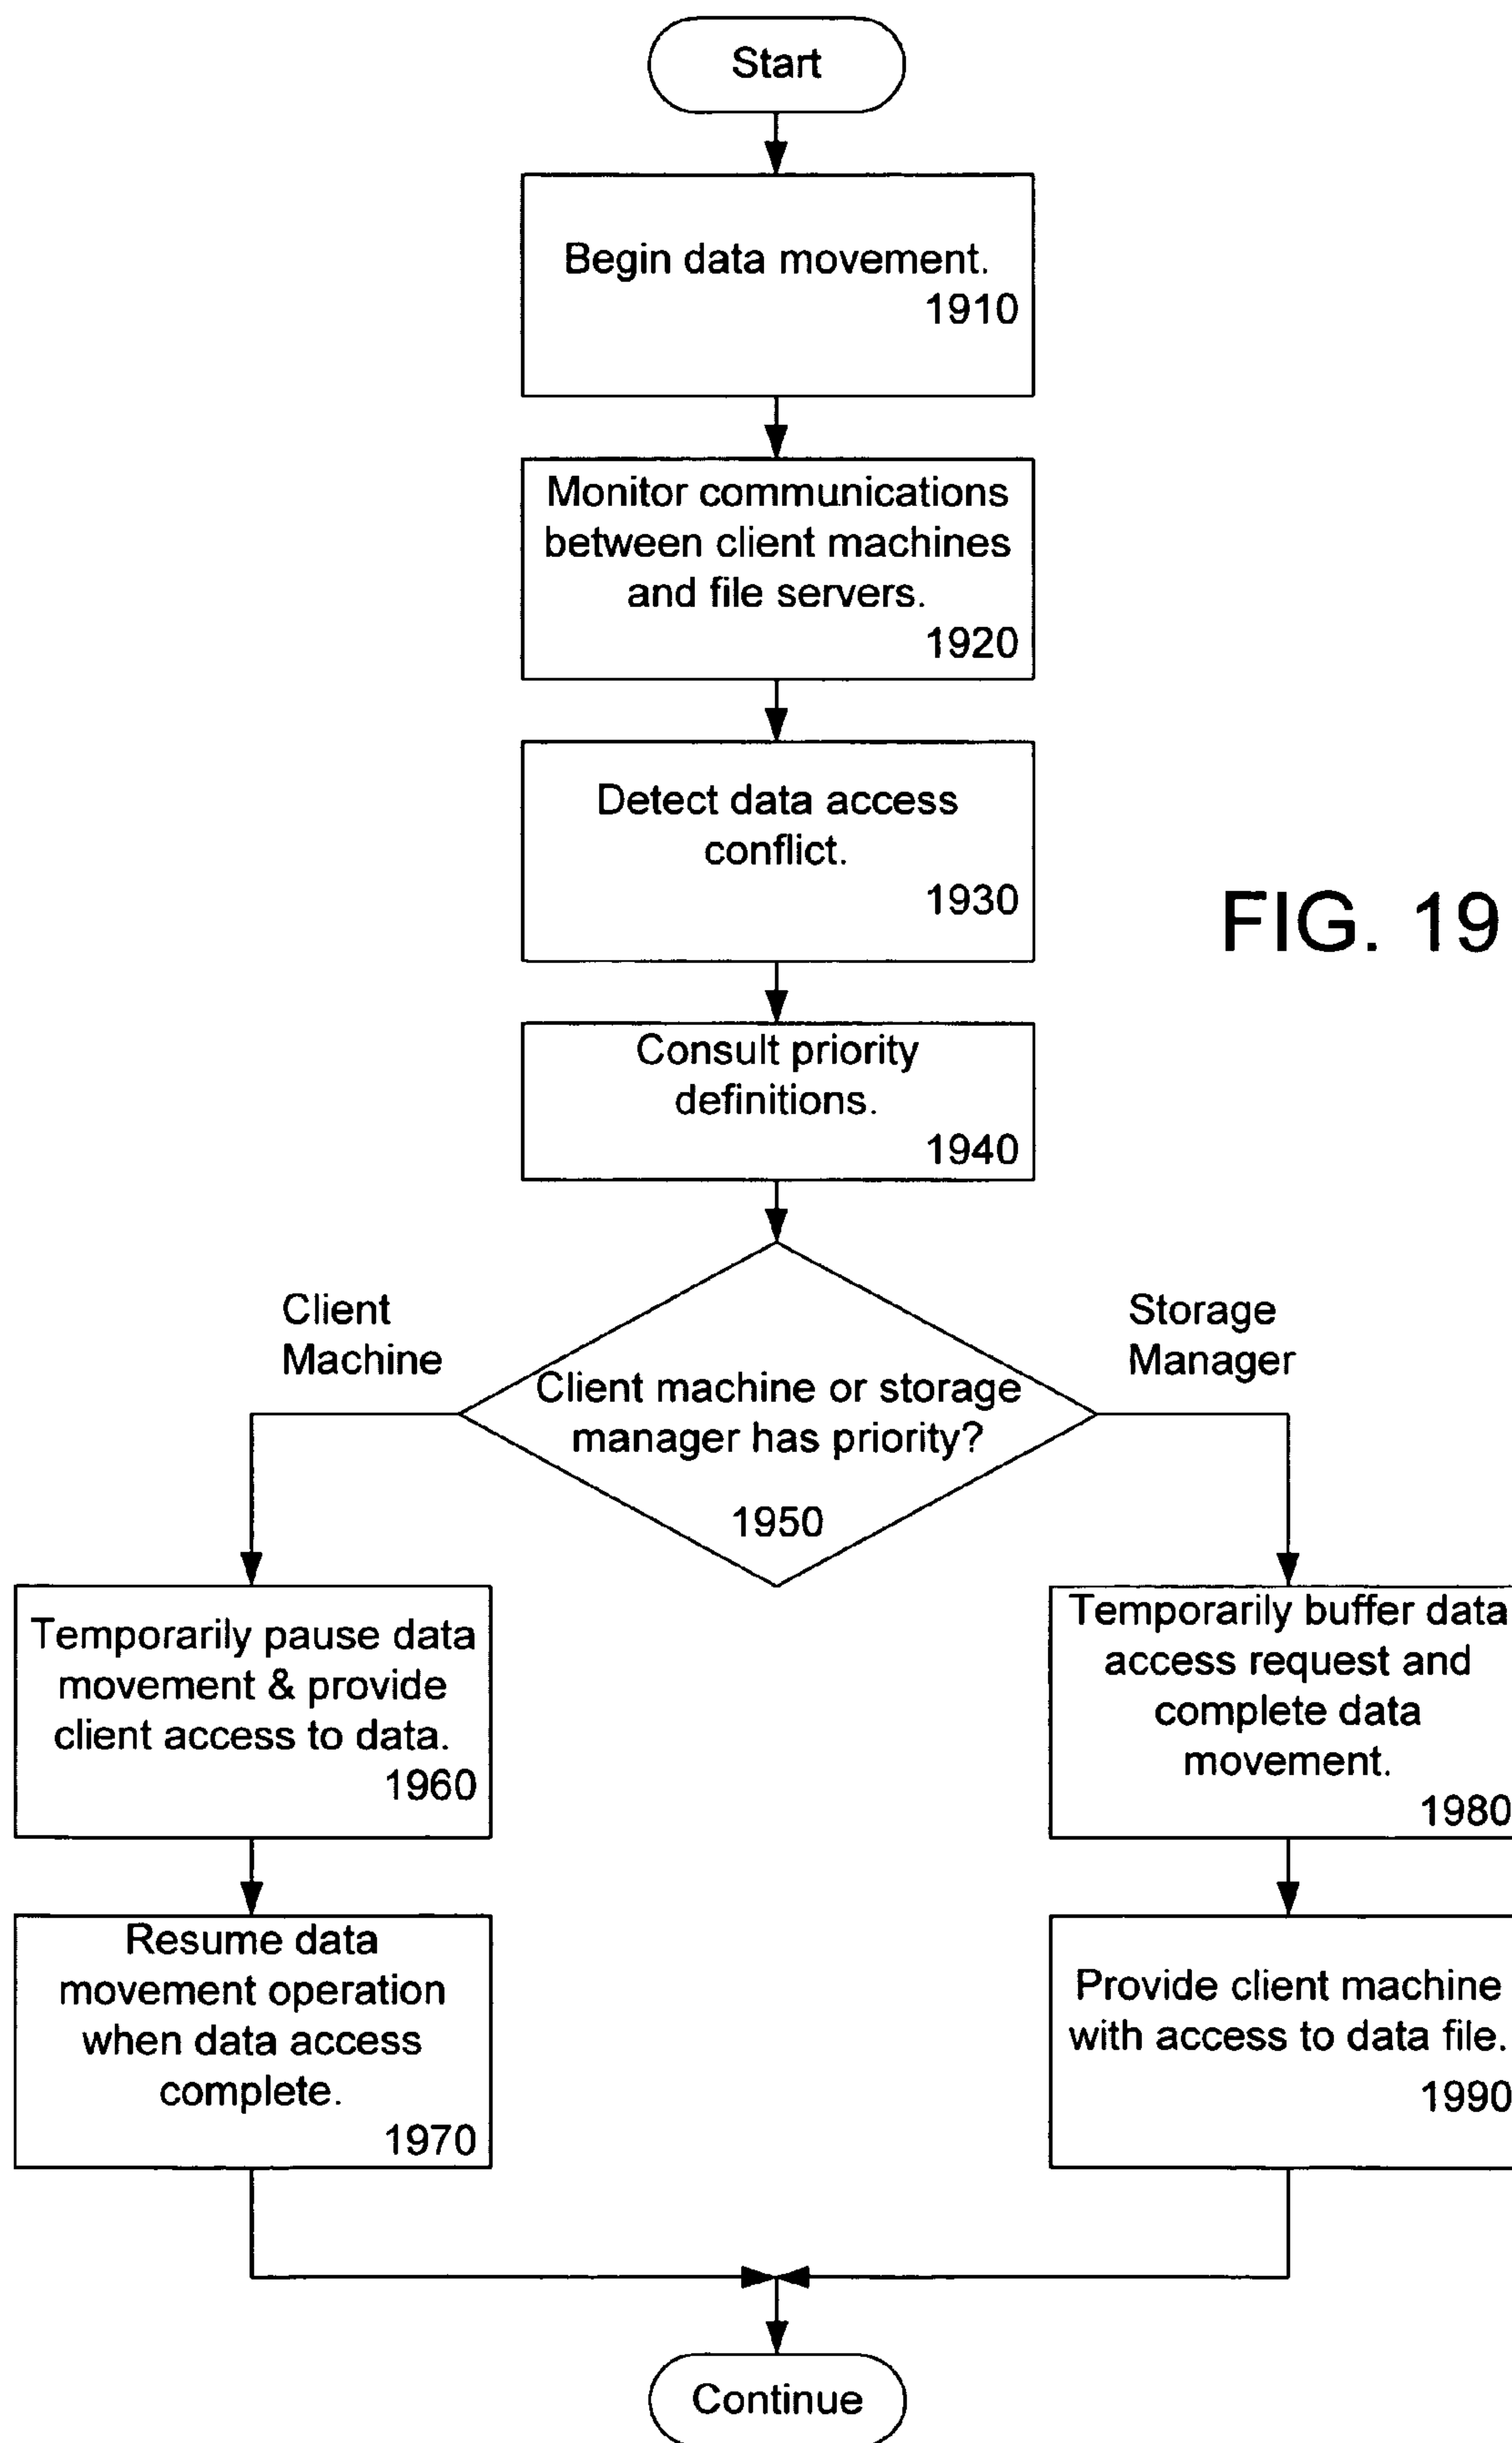 Start
Begin data movement.
1910
Monitor communications
between client machines
and file servers.
1920
Detect data access
conflict.
1930
FIG. 19
Consult priority
definitions.
1940
Client
Machine
Storage
Manager
Client machine or storage
manager has priority?
1950
Temporarily pause data
movement & provide
client access to data.
1960
Temporarily buffer data
access request and
complete data
movement.
1980
Resume data
movement operation
when data access
complete.
1970
Provide client machine
with access to data file.
1990
Continue